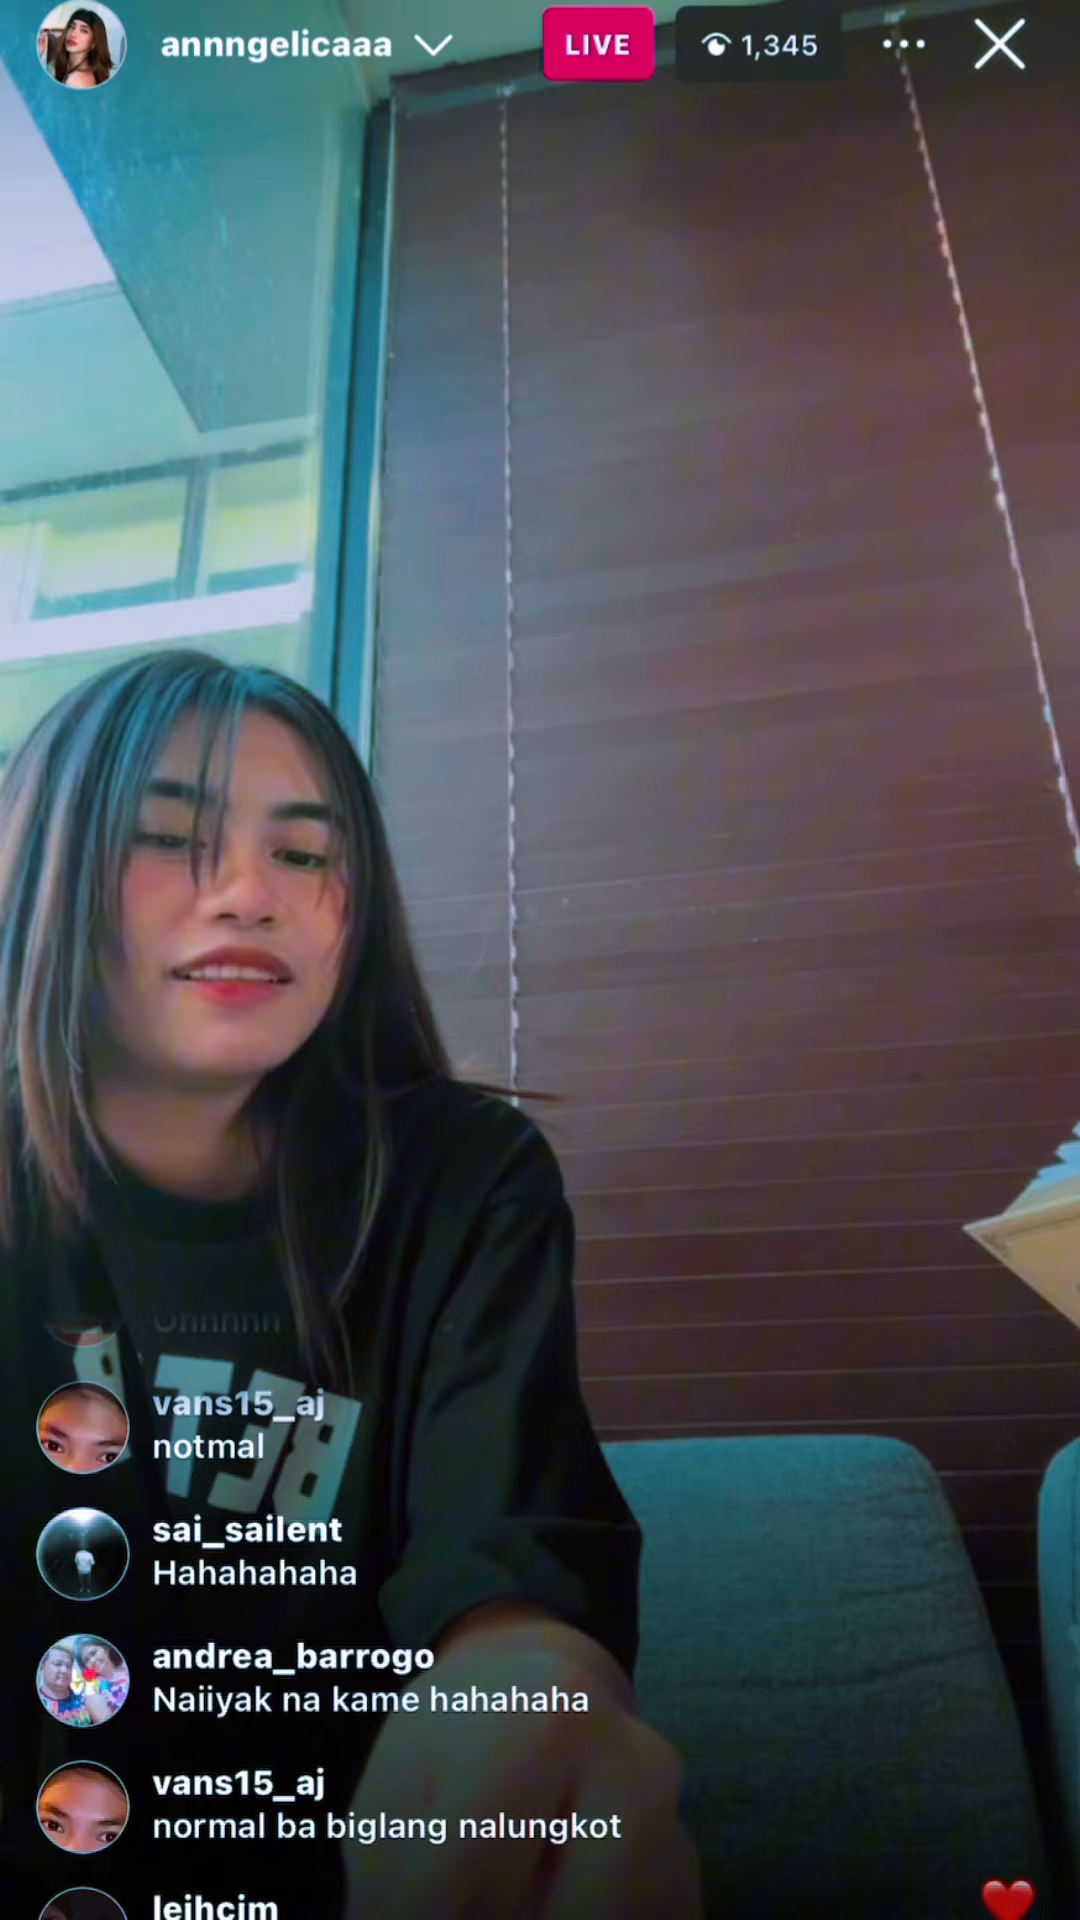 annngelicaaa
LIVE
1,345
Ohhhhh
vans15_aj
notmal
sai_sailent
Hahahahaha
andrea_barrogo
Naiiyak na kame hahahaha
vans15_aj
normal ba biglang nalungkot
leihcim